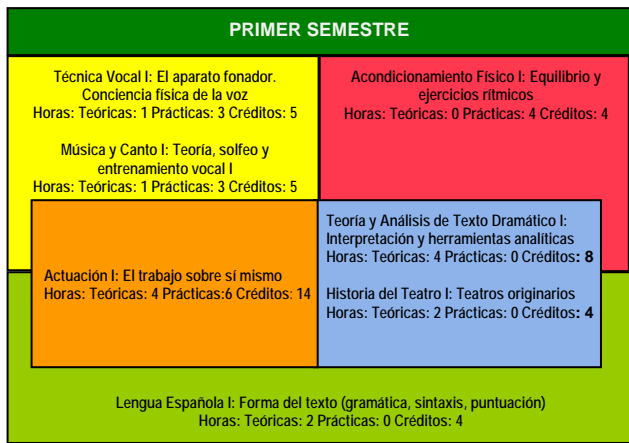 PRIMER SEMESTRE
Técnica Vocal I: El aparato fonador.
Conciencia física de la voz
Horas: Teóricas: 1 Prácticas: 3 Créditos: 5
Música y Canto I: Teoría, solfeo y
entrenamiento vocal I
Horas: Teóricas: 1 Prácticas: 3 Créditos: 5
Acondicionamiento Físico I: Equilibrio y
ejercicios rítmicos
Horas: Teóricas: 0 Prácticas: 4 Créditos: 4
Actuación I: El trabajo sobre sí mismo
Horas: Teóricas: 4 Prácticas:6 Créditos: 14
Teoría y Análisis de Texto Dramático I:
Interpretación y herramientas analíticas
Horas: Teóricas: 4 Prácticas: 0 Créditos: 8
Historia del Teatro I: Teatros originarios
Horas: Teóricas: 2 Prácticas: 0 Créditos: 4
Lengua Española I: Forma del texto (gramática, sintaxis, puntuación)
Horas: Teóricas: 2 Prácticas: 0 Créditos: 4